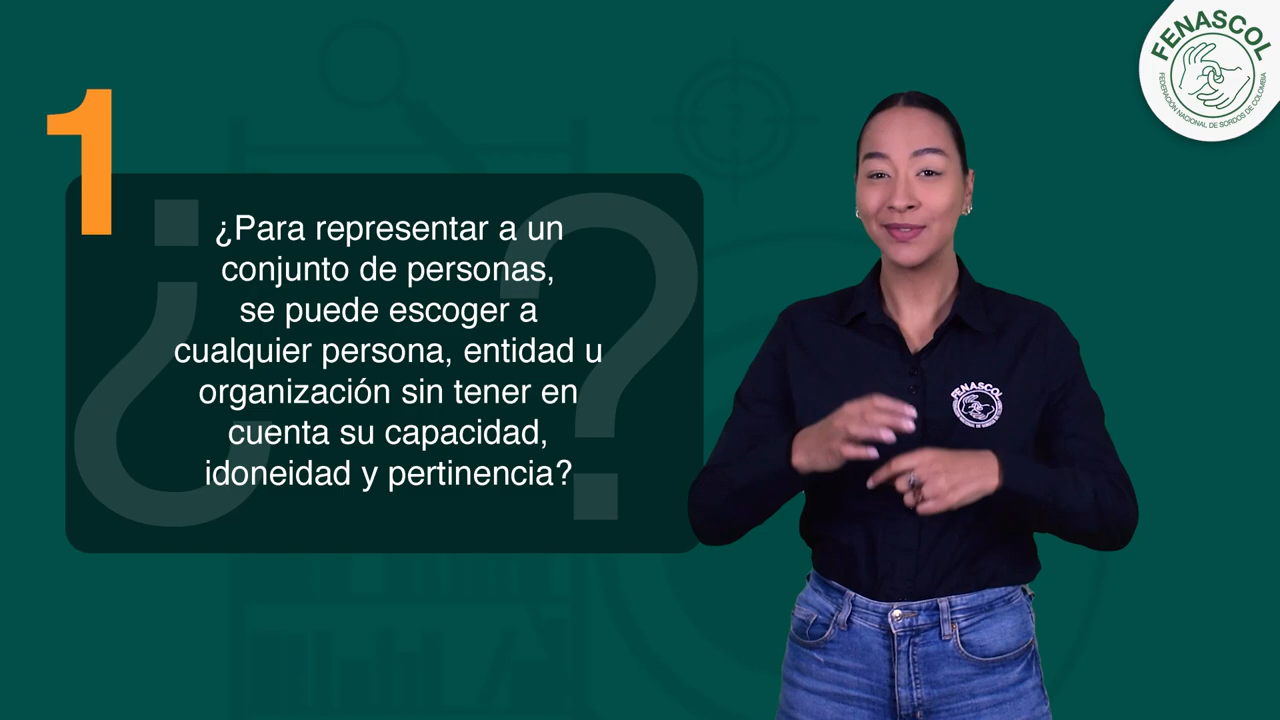 FENASCOL
FEDERACIÓN NACIONAL DE SORDOS DE COLOMBIA
1
¿Para representar a un
conjunto de personas,
se puede escoger a
cualquier persona, entidad u
organización sin tener en
cuenta su capacidad,
idoneidad y pertinencia?
FENASCOL